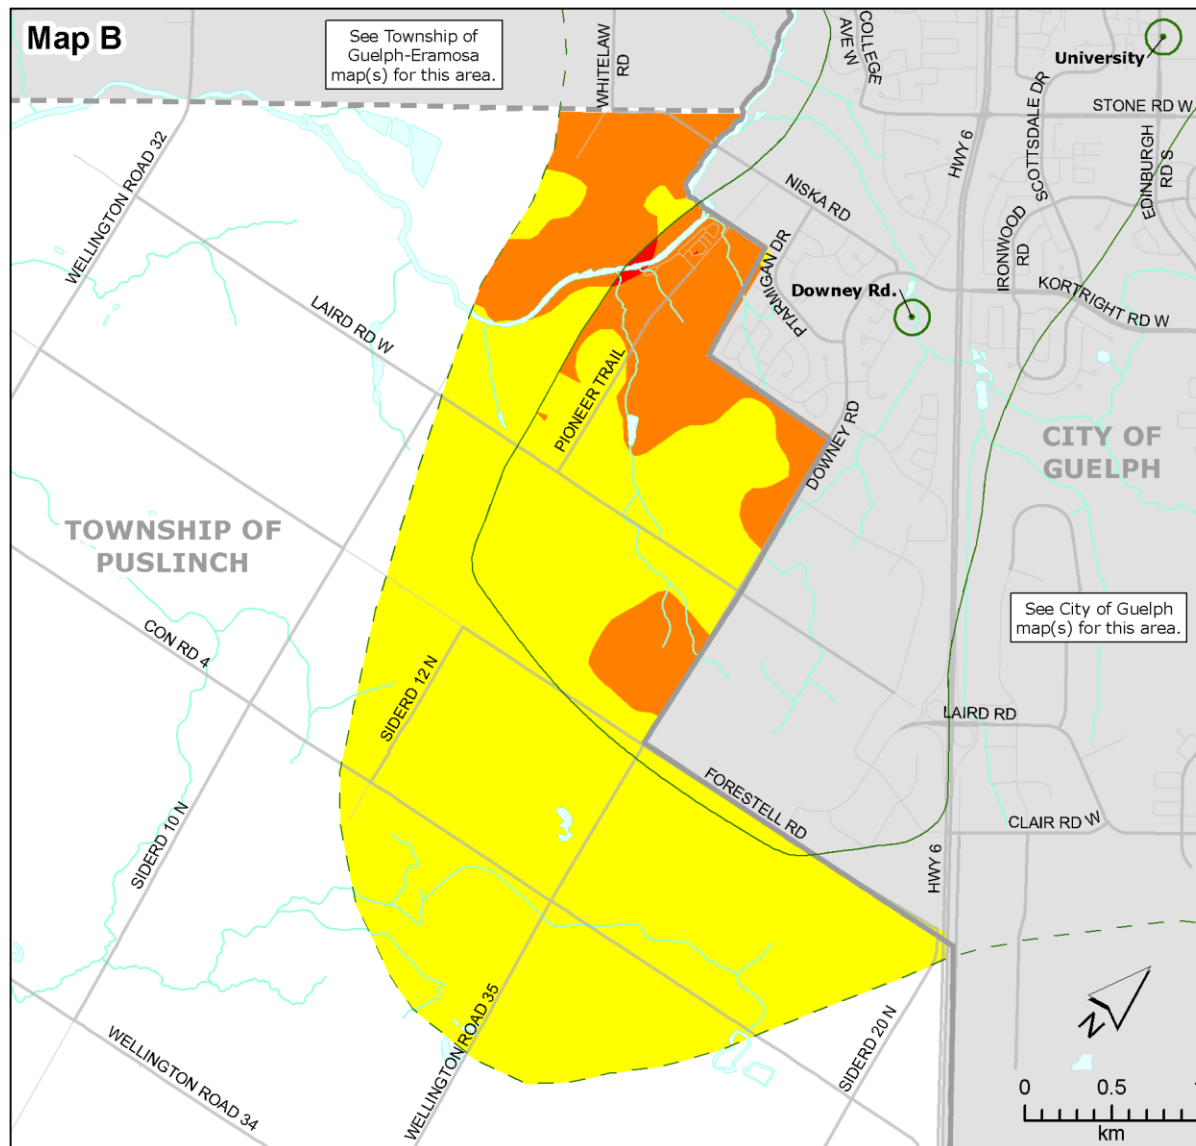 Map B
See Township of
Guelph-Eramosa
map(s) for this area.
WHITELAW
RD
COLLEGE
AVE W
University
SCOTTSDALE DR
STONE RD W
EDINBURGH
RD S
HWY 6
WELLINGTON ROAD 32
NISKA RD
IRONWOOD
RD
PTARMIGAN DR
Downey Rd.
KORTRIGHT RD W
LAIRD RD W
PIONEER TRAIL
DOWNEY RD
CITY OF
GUELPH
TOWNSHIP OF
PUSLINCH
See City of Guelph
map(s) for this area.
CON RD 4
SIDERD 12 N
LAIRD RD
FORESTELL RD
CLAIR RD W
SIDERD 10 N
HWY 6
WELLINGTON ROAD 35
SIDERD 20 N
WELLINGTON ROAD 34
N
0 0.5
km